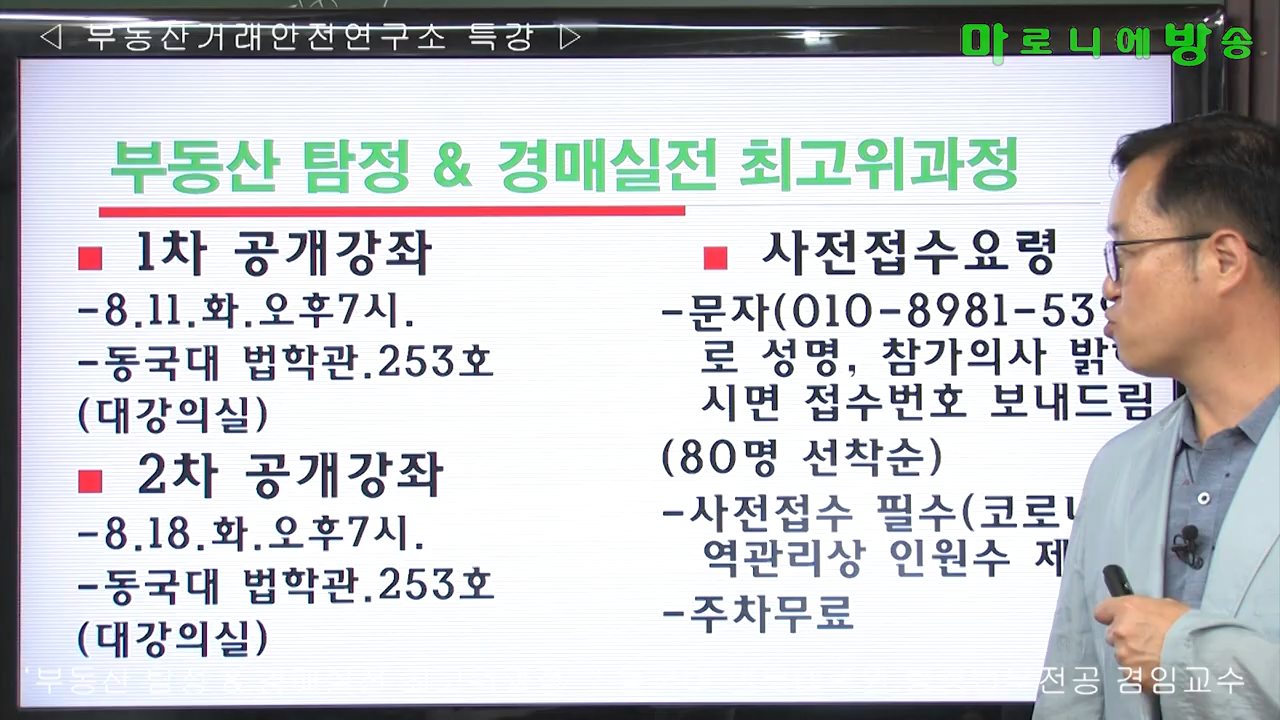 ◁ 부동산거래안전연구소 특강 ▷
마로니에방송
부동산 탐정 & 경매실전 최고위과정
■ 1차 공개강좌
-8.11.화.오후7시.
-동국대 법학관.253호
(대강의실)
■ 2차 공개강좌
-8.18.화.오후7시.
-동국대 법학관.253호
(대강의실)
■ 사전접수요령
-문자(010-8981-53
로 성명, 참가의사
시면 접수번호 보내드림
(80명 선착순)
-사전접수 필수(코로
역관리상 인원수
-주차무료
'부동산 탐정 &
전공 겸임교수